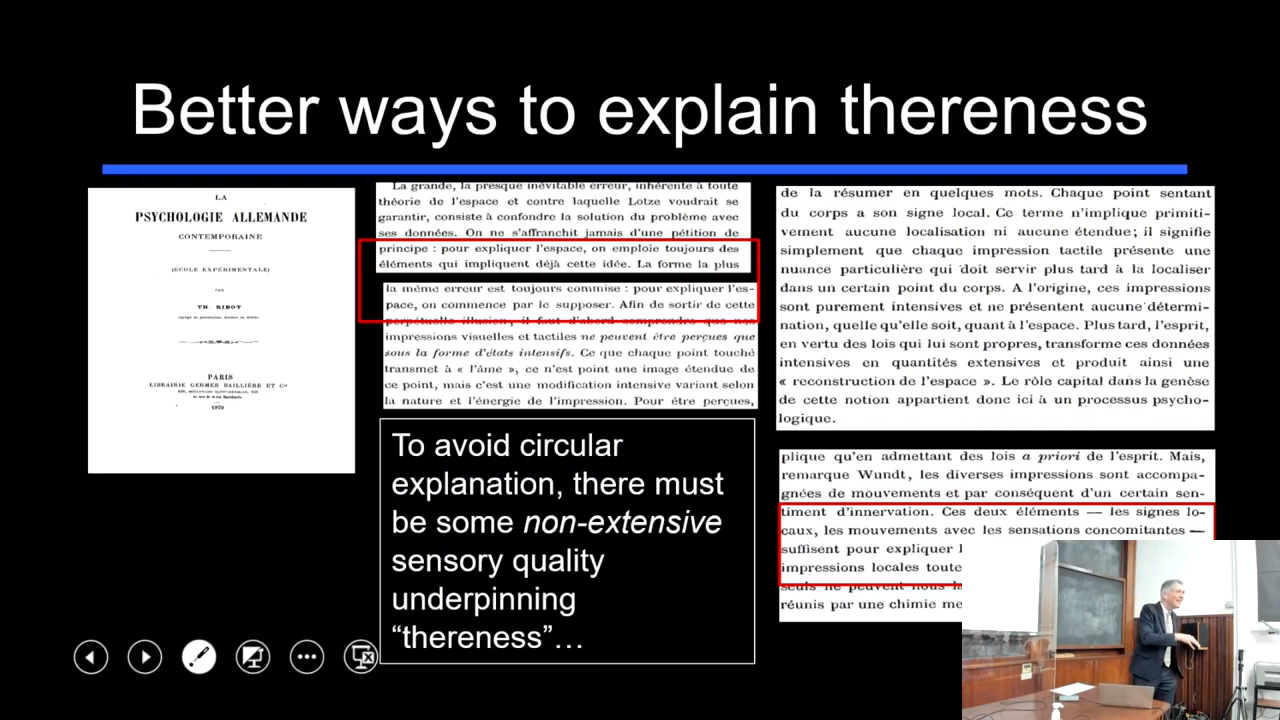 Better ways to explain thereness
LA
PSYCHOLOGIE ALLEMANDE
CONTEMPORAINE
(ÉCOLE EXPÉRIMENTALE)
PAR
TH. RIBOT
PARIS
LIBRAIRIE GERMER BAILLIÈRE ET Cie
1879
La grande, la presque inévitable erreur, inhérente à toute
théorie de l'espace et contre laquelle Lotze voudrait se
garantir, consiste à confondre la solution du problème avec
ses données. On ne s'affranchit jamais d'une pétition de
principe : pour expliquer l'espace, on emploie toujours des
éléments qui impliquent déjà cette idée. La forme la plus
la même erreur est toujours commise : pour expliquer l'es-
pace, on commence par le supposer. Afin de sortir de cette
perpétuelle illusion, il faut d'abord comprendre que nos
impressions visuelles et tactiles ne peuvent être perçues que
sous la forme d'états intensifs. Ce que chaque point touché
transmet à « l'âme », ce n'est point une image étendue de
ce point, mais c'est une modification intensive variant selon
la nature et l'énergie de l'impression. Pour être perçues,
To avoid circular
explanation, there must
be some non-extensive
sensory quality
underpinning
“thereness”…
de la résumer en quelques mots. Chaque point sentant
du corps a son signe local. Ce terme n'implique primiti-
vement aucune localisation ni aucune étendue; il signifie
simplement que chaque impression tactile présente une
nuance particulière qui doit servir plus tard à la localiser
dans un certain point du corps. A l'origine, ces impressions
sont purement intensives et ne présentent aucune détermi-
nation, quelle qu'elle soit, quant à l'espace. Plus tard, l'esprit,
en vertu des lois qui lui sont propres, transforme ces données
intensives en quantités extensives et produit ainsi une
« reconstruction de l'espace ». Le rôle capital dans la genèse
de cette notion appartient donc ici à un processus psycho-
logique.
plique qu'en admettant des lois a priori de l'esprit. Mais,
remarque Wundt, les diverses impressions sont accompa-
gnées de mouvements et par conséquent d'un certain sen-
timent d'innervation. Ces deux éléments — les signes lo-
caux, les mouvements avec les sensations concomitantes —
suffisent pour expliquer
impressions locales toute
seuls ne peuvent nous
réunis par une chimie me